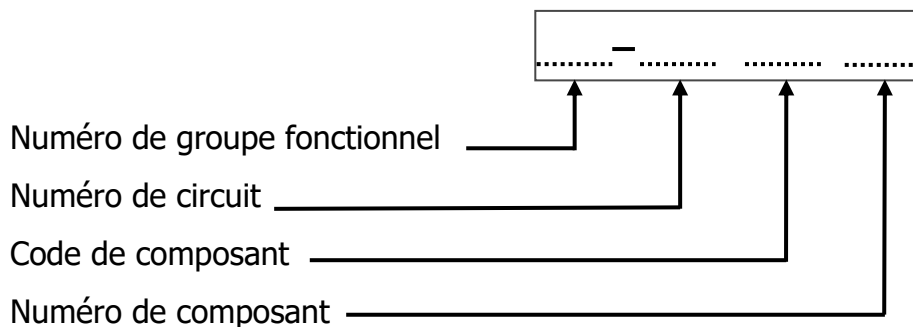 Numéro de groupe fonctionnel
Numéro de circuit
Code de composant
Numéro de composant